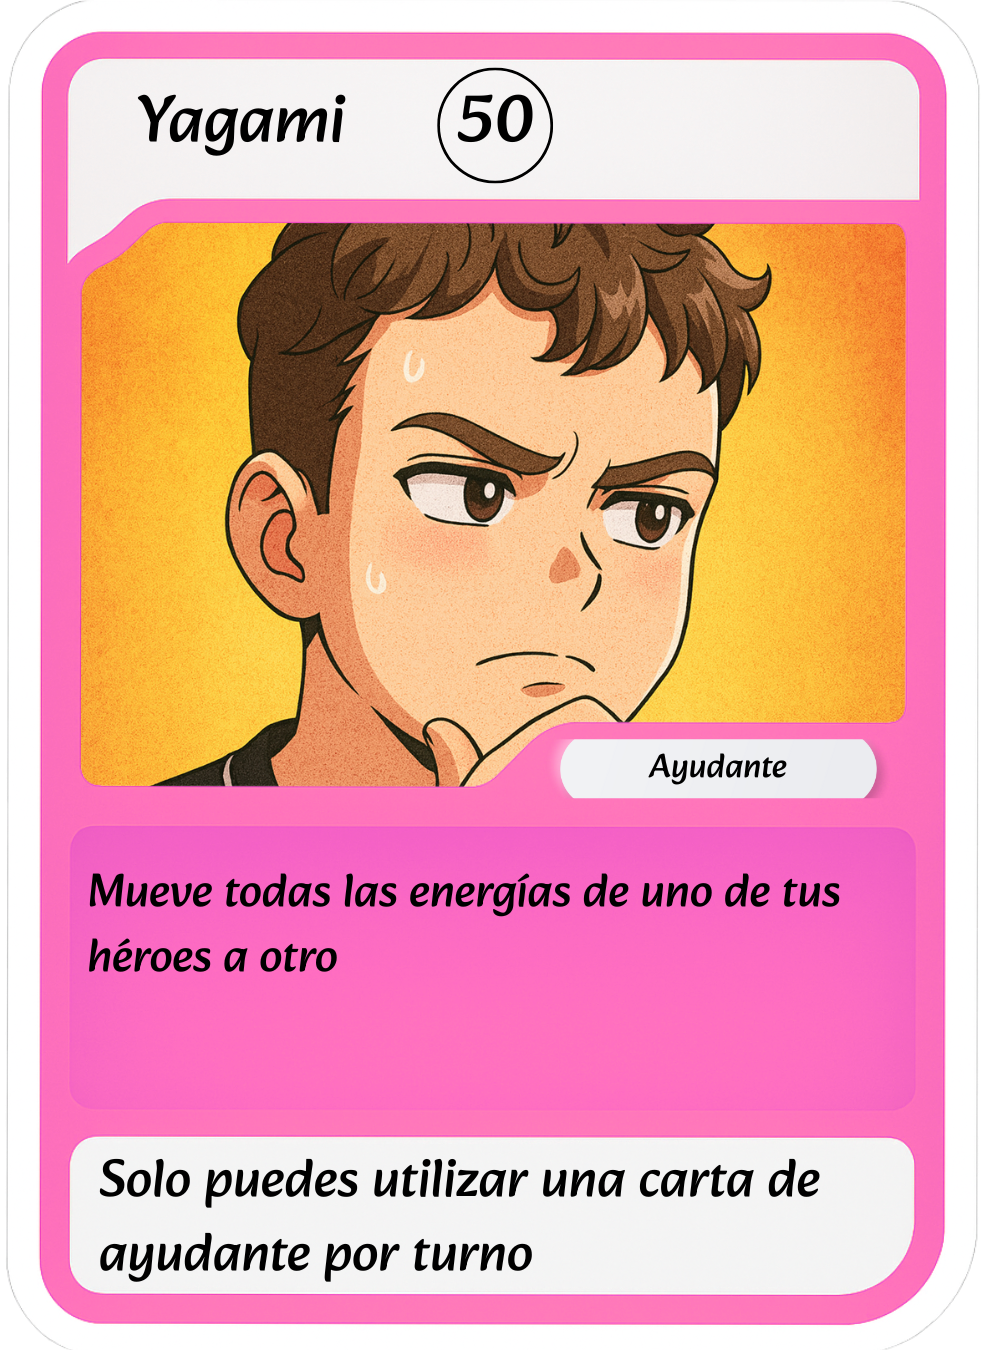 Yagami 50
Ayudante
Mueve todas las energías de uno de tus
héroes a otro
Solo puedes utilizar una carta de
ayudante por turno